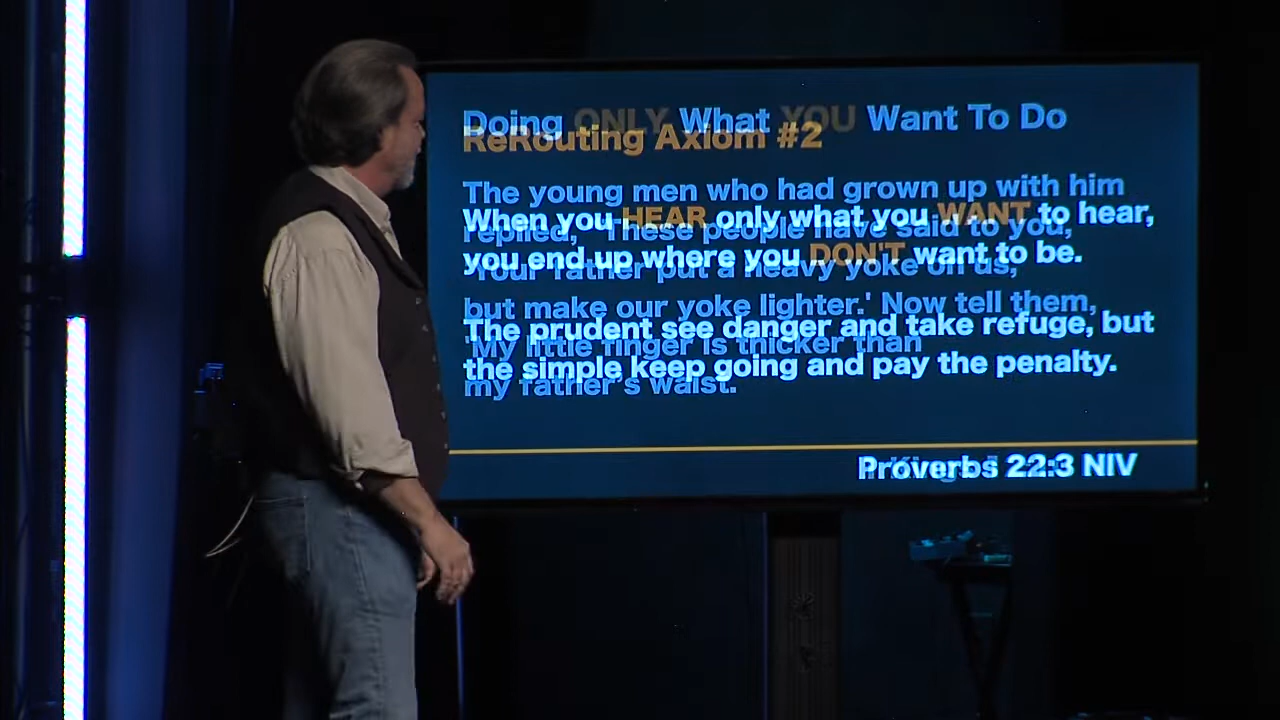 Doing ONLY What YOU Want To Do
ReRouting Axiom #2
The young men who had grown up with him
When you HEAR only what you WANT to hear,
replied, "These people have said to you,
you end up where you DON'T want to be.
'Your father put a heavy yoke on us,
but make our yoke lighter.' Now tell them,
The prudent see danger and take refuge, but
'My little finger is thicker than
the simple keep going and pay the penalty.
my father's waist.
Proverbs 22:3 NIV